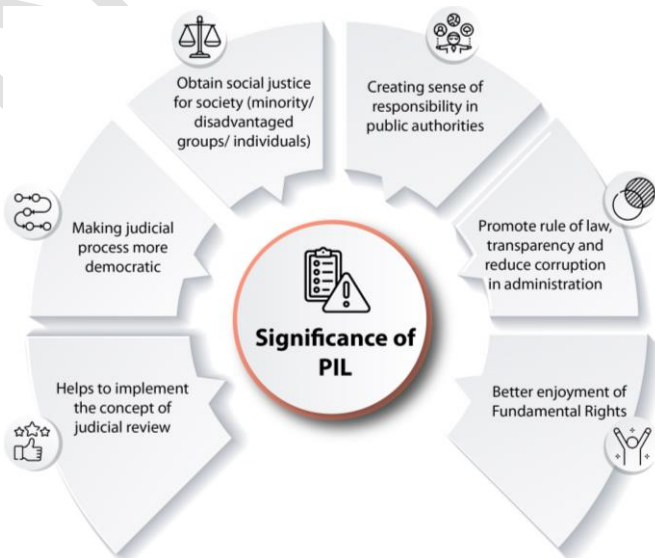 Obtain social justice
for society (minority/
disadvantaged
groups/ individuals)
Creating sense of
responsibility in
public authorities
Making judicial
process more
democratic
Promote rule of law,
transparency and
reduce corruption
in administration
Significance of
PIL
Helps to implement
the concept of
judicial review
Better enjoyment of
Fundamental Rights